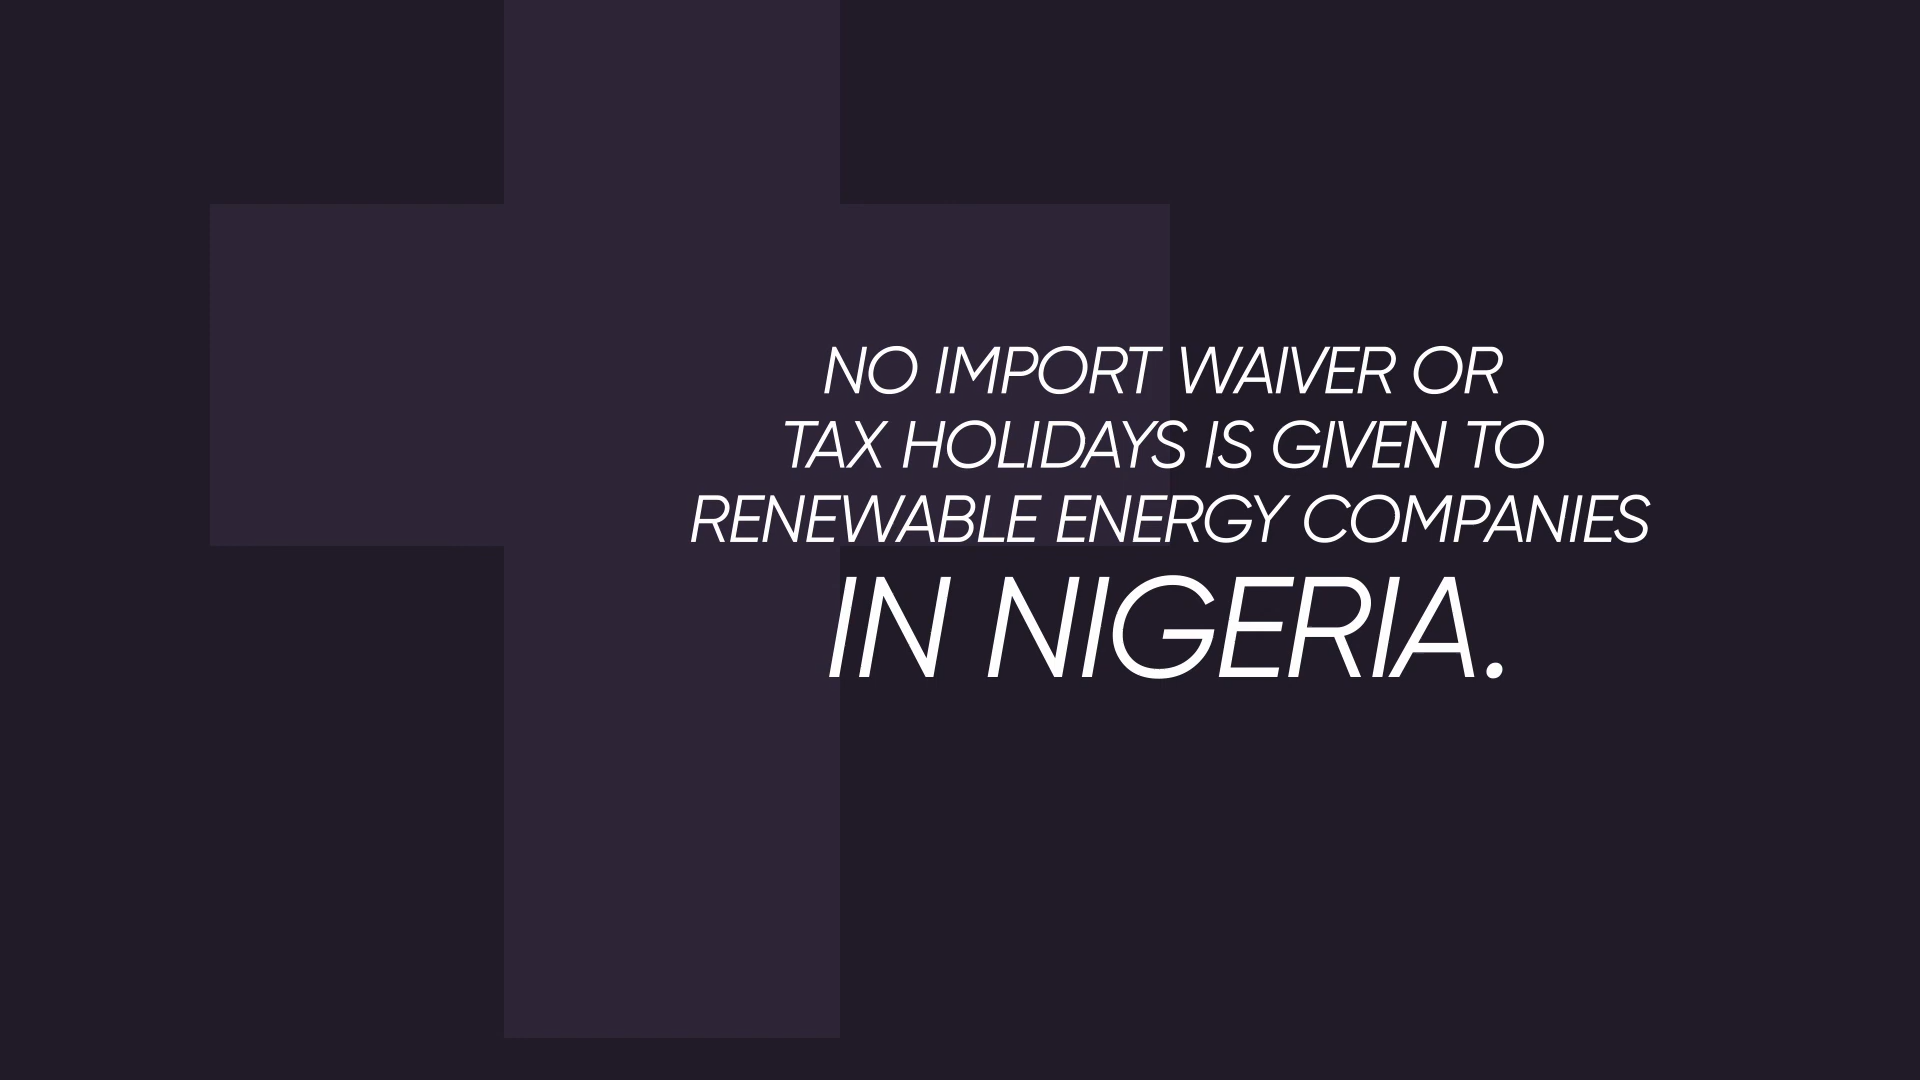 NO IMPORT WAIVER OR
TAX HOLIDAYS IS GIVEN TO
RENEWABLE ENERGY COMPANIES
IN NIGERIA.